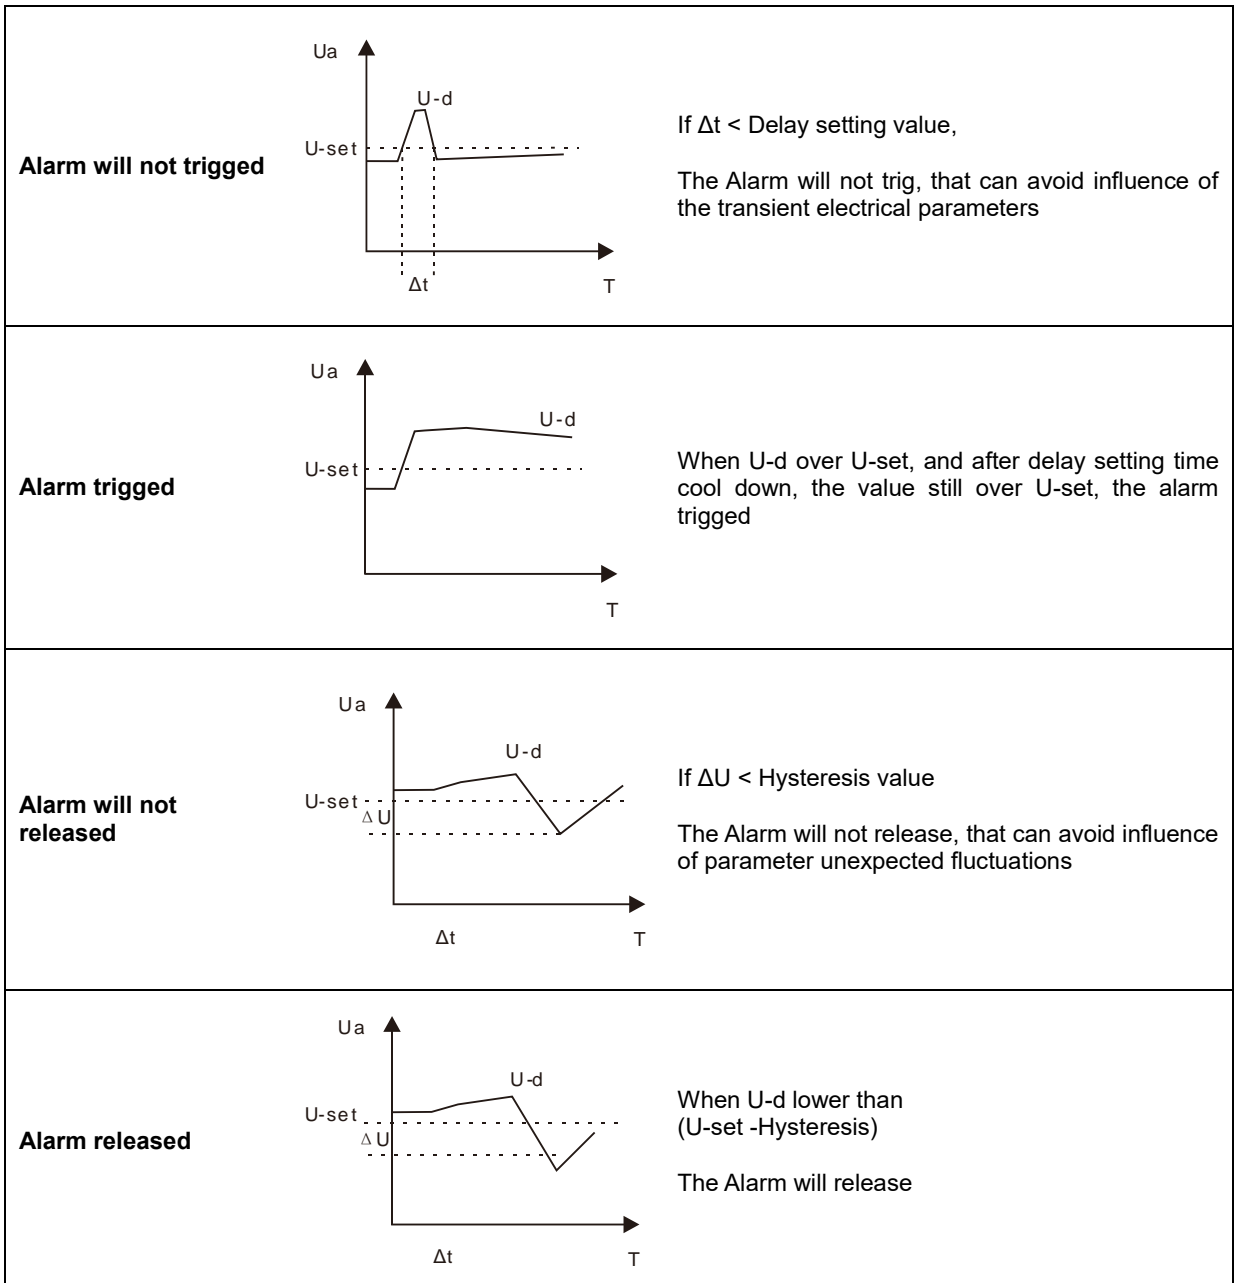 Ua
U-d
U-set
Δt
T
Alarm will not trigged
If Δt < Delay setting value,
The Alarm will not trig, that can avoid influence of
the transient electrical parameters
Ua
U-d
U-set
T
Alarm trigged
When U-d over U-set, and after delay setting time
cool down, the value still over U-set, the alarm
trigged
Ua
U-d
U-set
ΔU
Δt
T
Alarm will not
released
If ΔU < Hysteresis value
The Alarm will not release, that can avoid influence
of parameter unexpected fluctuations
Ua
U-d
U-set
ΔU
Δt
T
Alarm released
When U-d lower than
(U-set -Hysteresis)
The Alarm will release